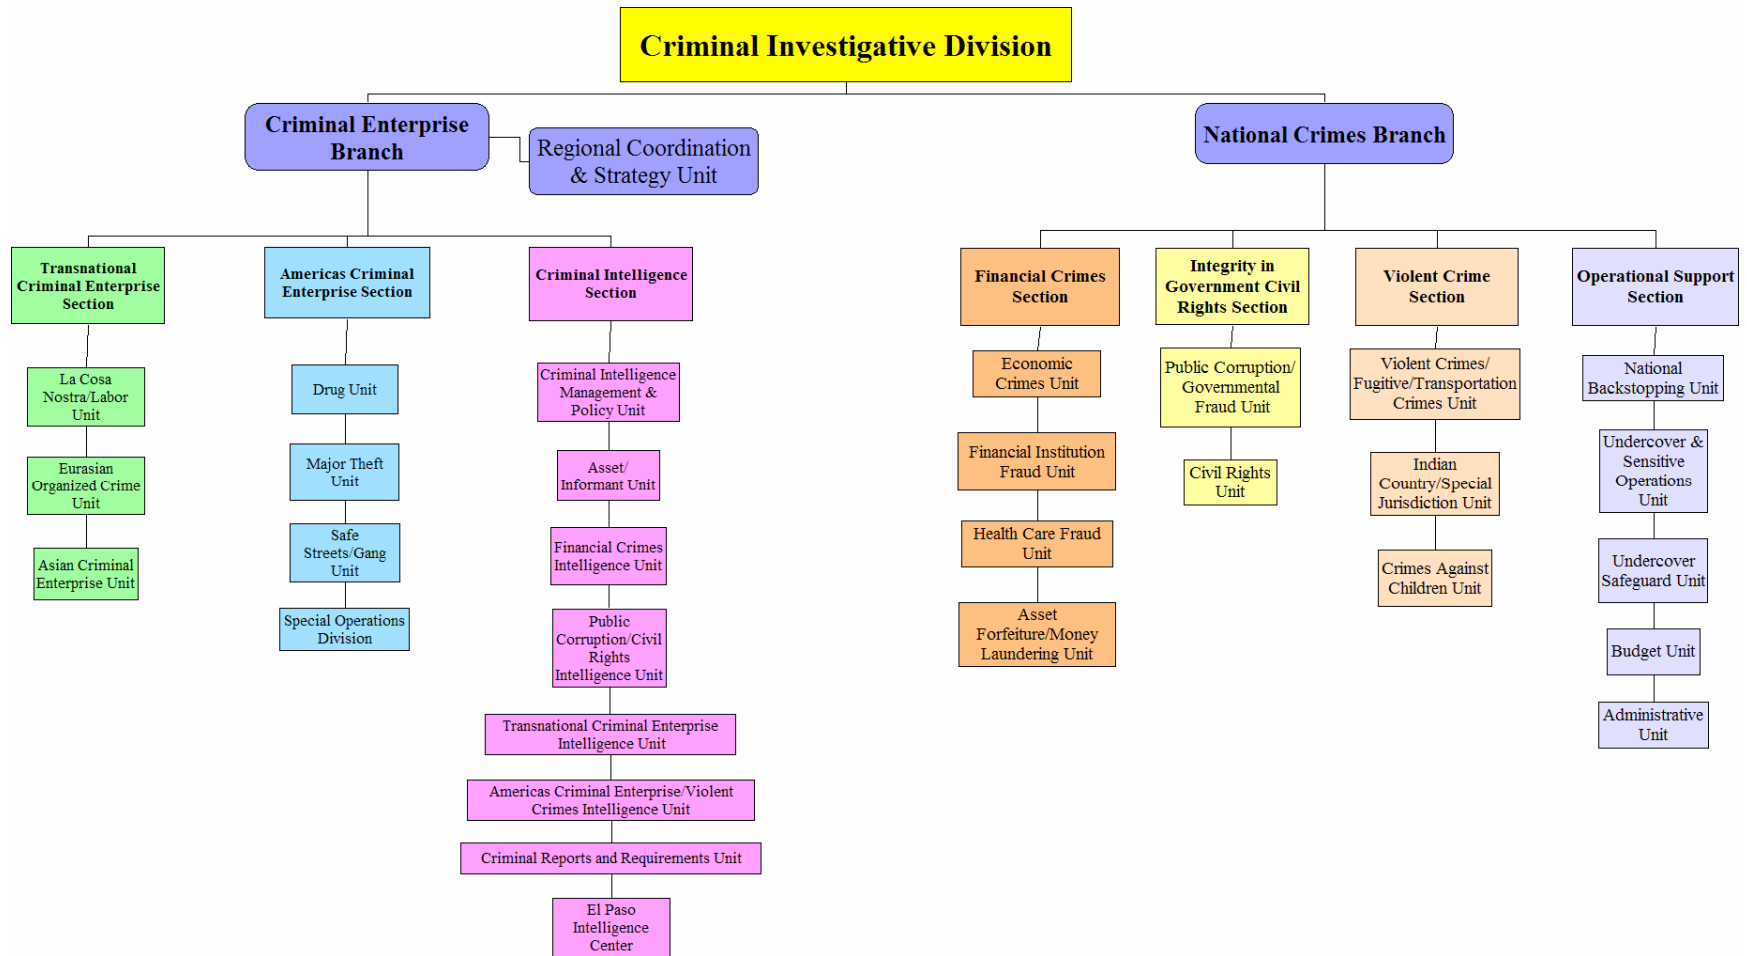 Criminal Investigative Division
Criminal Enterprise
Branch
Regional Coordination
& Strategy Unit
National Crimes Branch
Transnational
Criminal Enterprise
Section
La Cosa
Nostra/Labor
Unit
Eurasian
Organized Crime
Unit
Asian Criminal
Enterprise Unit
Americas Criminal
Enterprise Section
Drug Unit
Major Theft
Unit
Safe
Streets/Gang
Unit
Special Operations
Division
Criminal Intelligence
Section
Criminal Intelligence
Management &
Policy Unit
Asset/
Informant Unit
Financial Crimes
Intelligence Unit
Public
Corruption/Civil
Rights
Intelligence Unit
Transnational Criminal Enterprise
Intelligence Unit
Americas Criminal Enterprise/Violent
Crimes Intelligence Unit
Criminal Reports and Requirements Unit
El Paso
Intelligence
Center
Financial Crimes
Section
Economic
Crimes Unit
Financial Institution
Fraud Unit
Health Care Fraud
Unit
Asset
Forfeiture/Money
Laundering Unit
Integrity in
Government Civil
Rights Section
Public Corruption/
Governmental
Fraud Unit
Civil Rights
Unit
Violent Crime
Section
Violent Crimes/
Fugitive/Transportation
Crimes Unit
Indian
Country/Special
Jurisdiction Unit
Crimes Against
Children Unit
Operational Support
Section
National
Backstopping Unit
Undercover &
Sensitive
Operations
Unit
Undercover
Safeguard Unit
Budget Unit
Administrative
Unit